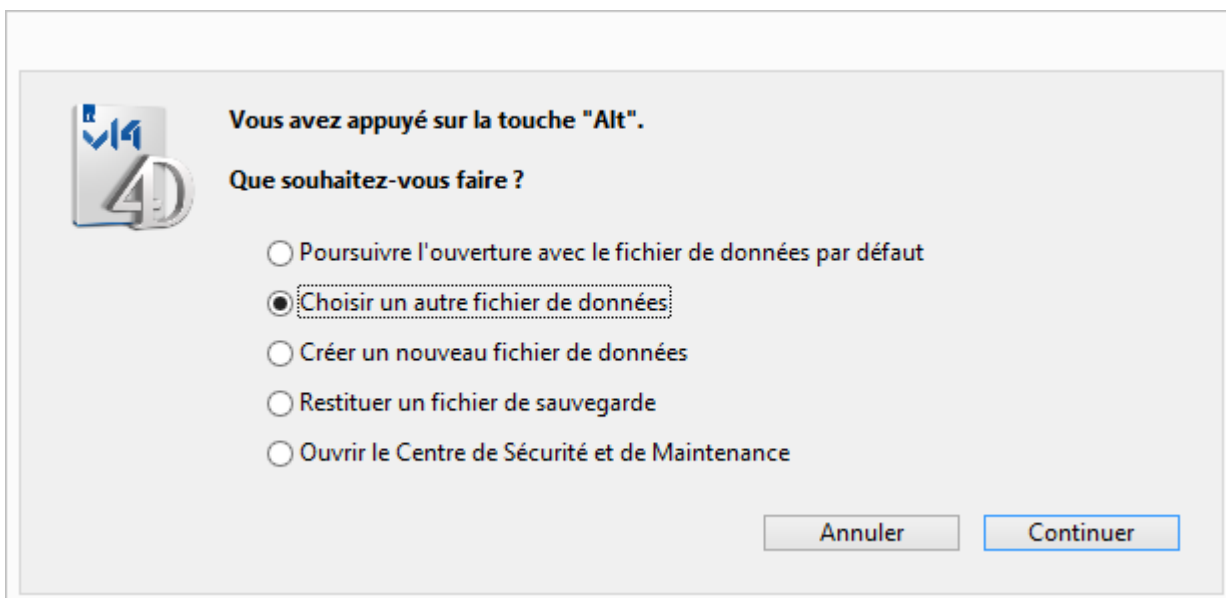 R
v14
4D
Vous avez appuyé sur la touche "Alt".
Que souhaitez-vous faire ?
Poursuivre l'ouverture avec le fichier de données par défaut
Choisir un autre fichier de données
Créer un nouveau fichier de données
Restituer un fichier de sauvegarde
Ouvrir le Centre de Sécurité et de Maintenance
Annuler
Continuer